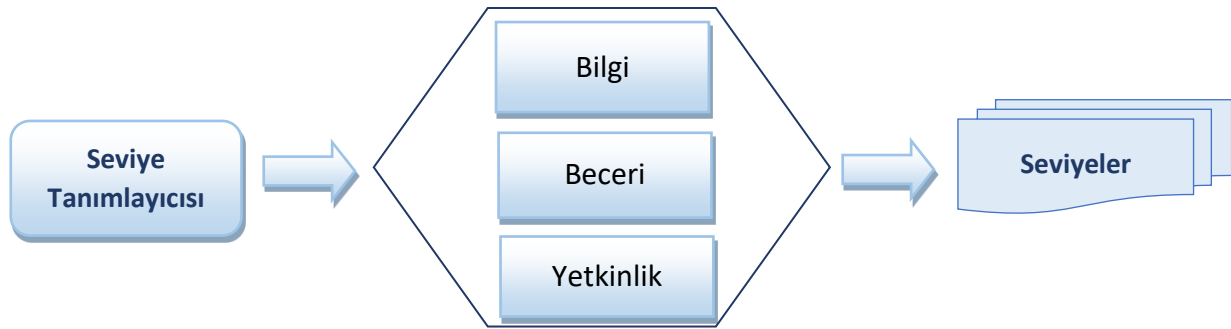 Seviye
Tanımlayıcısı
Bilgi
Beceri
Yetkinlik
Seviyeler